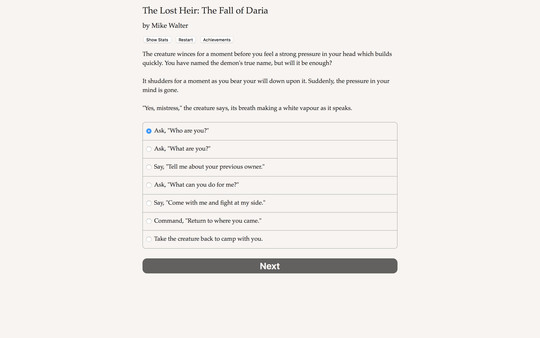 The Lost Heir: The Fall of Daria
by Mike Walter
Show Stats Restart Achievements
The creature winces for a moment before you feel a strong pressure in your head which builds
quickly. You have named the demon's true name, but will it be enough?
It shudders for a moment as you bear your will down upon it. Suddenly, the pressure in your
mind is gone.
"Yes, mistress," the creature says, its breath making a white vapour as it speaks.
Ask, "Who are you?"
Ask, "What are you?"
Say, "Tell me about your previous owner."
Ask, "What can you do for me?"
Say, "Come with me and fight at my side."
Command, "Return to where you came."
Take the creature back to camp with you.
Next